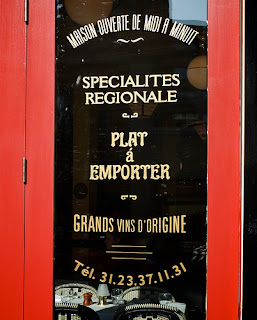 MAISON OUVERTE DE MIDI A MINUIT
SPECIALITES
REGIONALE
PLAT
á
EMPORTER
GRANDS VINS D'ORIGINE
Tél. 31.23.37.11.31